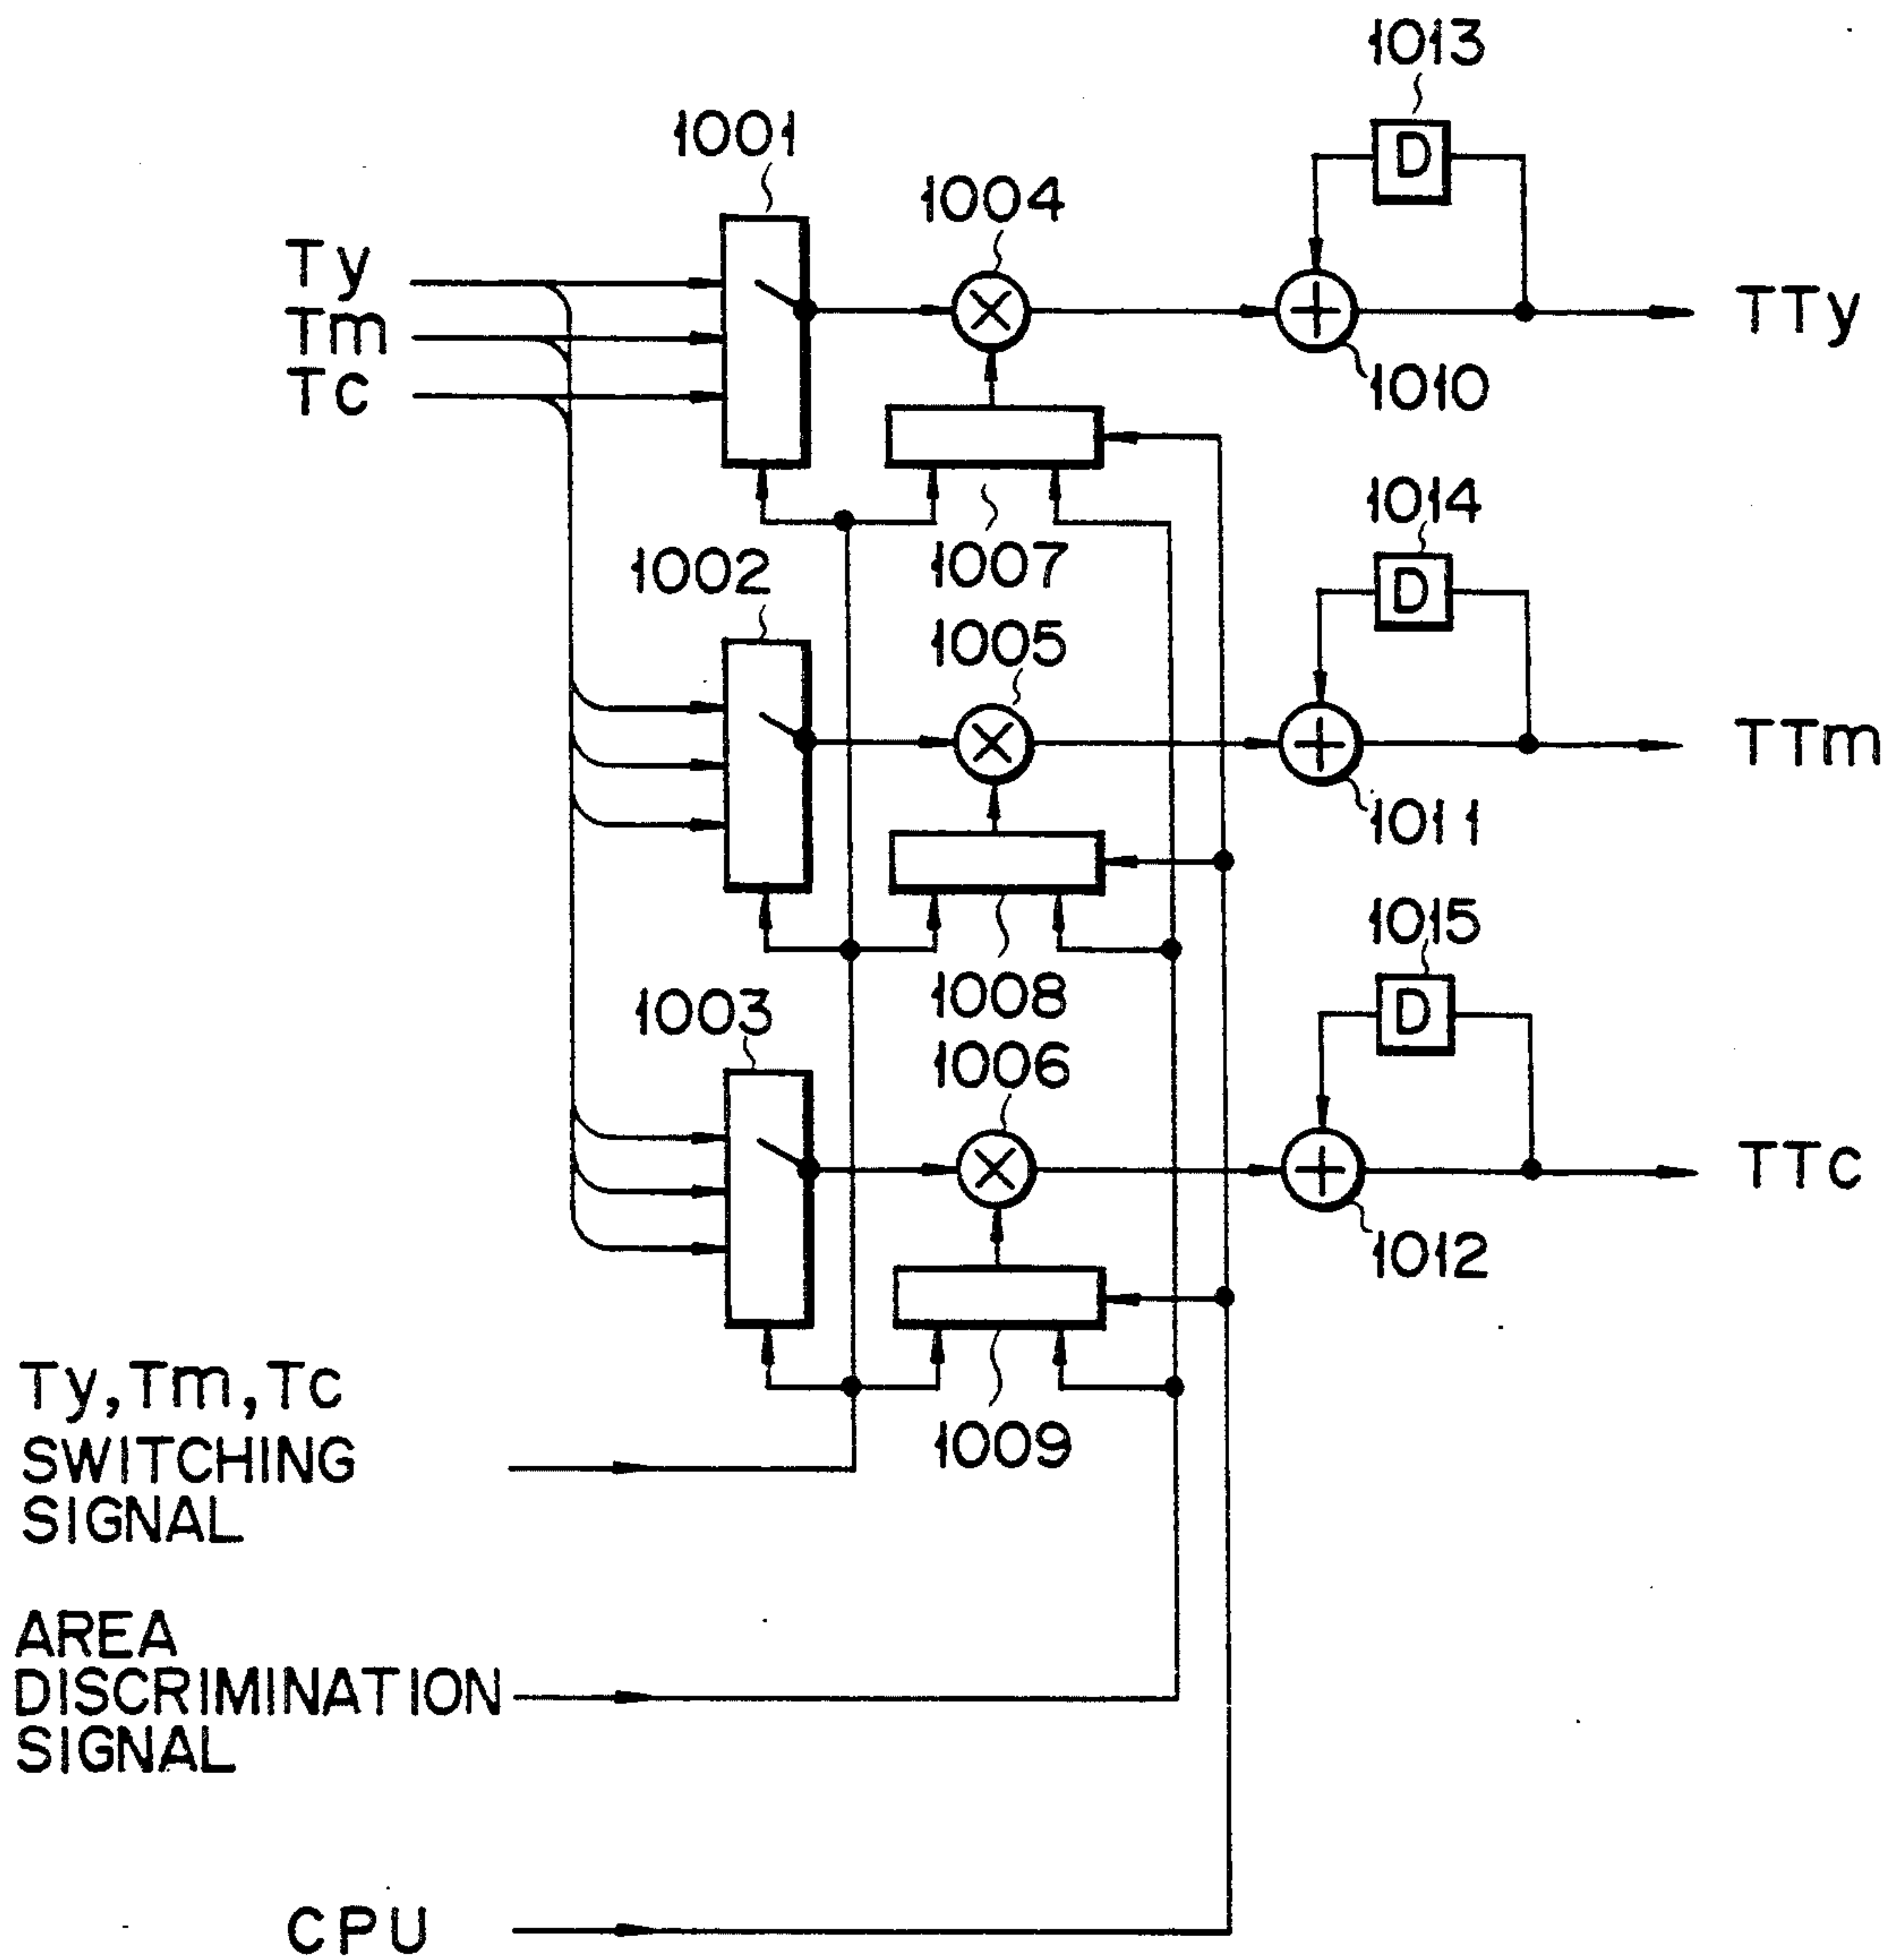 1013
1001
1004
D
Ty
Tm
Tc
TTy
1010
1014
1002
1007
D
1005
TTm
1011
1015
1003
1008
D
1006
TTc
1012
Ty,Tm,Tc
SWITCHING
SIGNAL
1009
AREA
DISCRIMINATION
SIGNAL
CPU